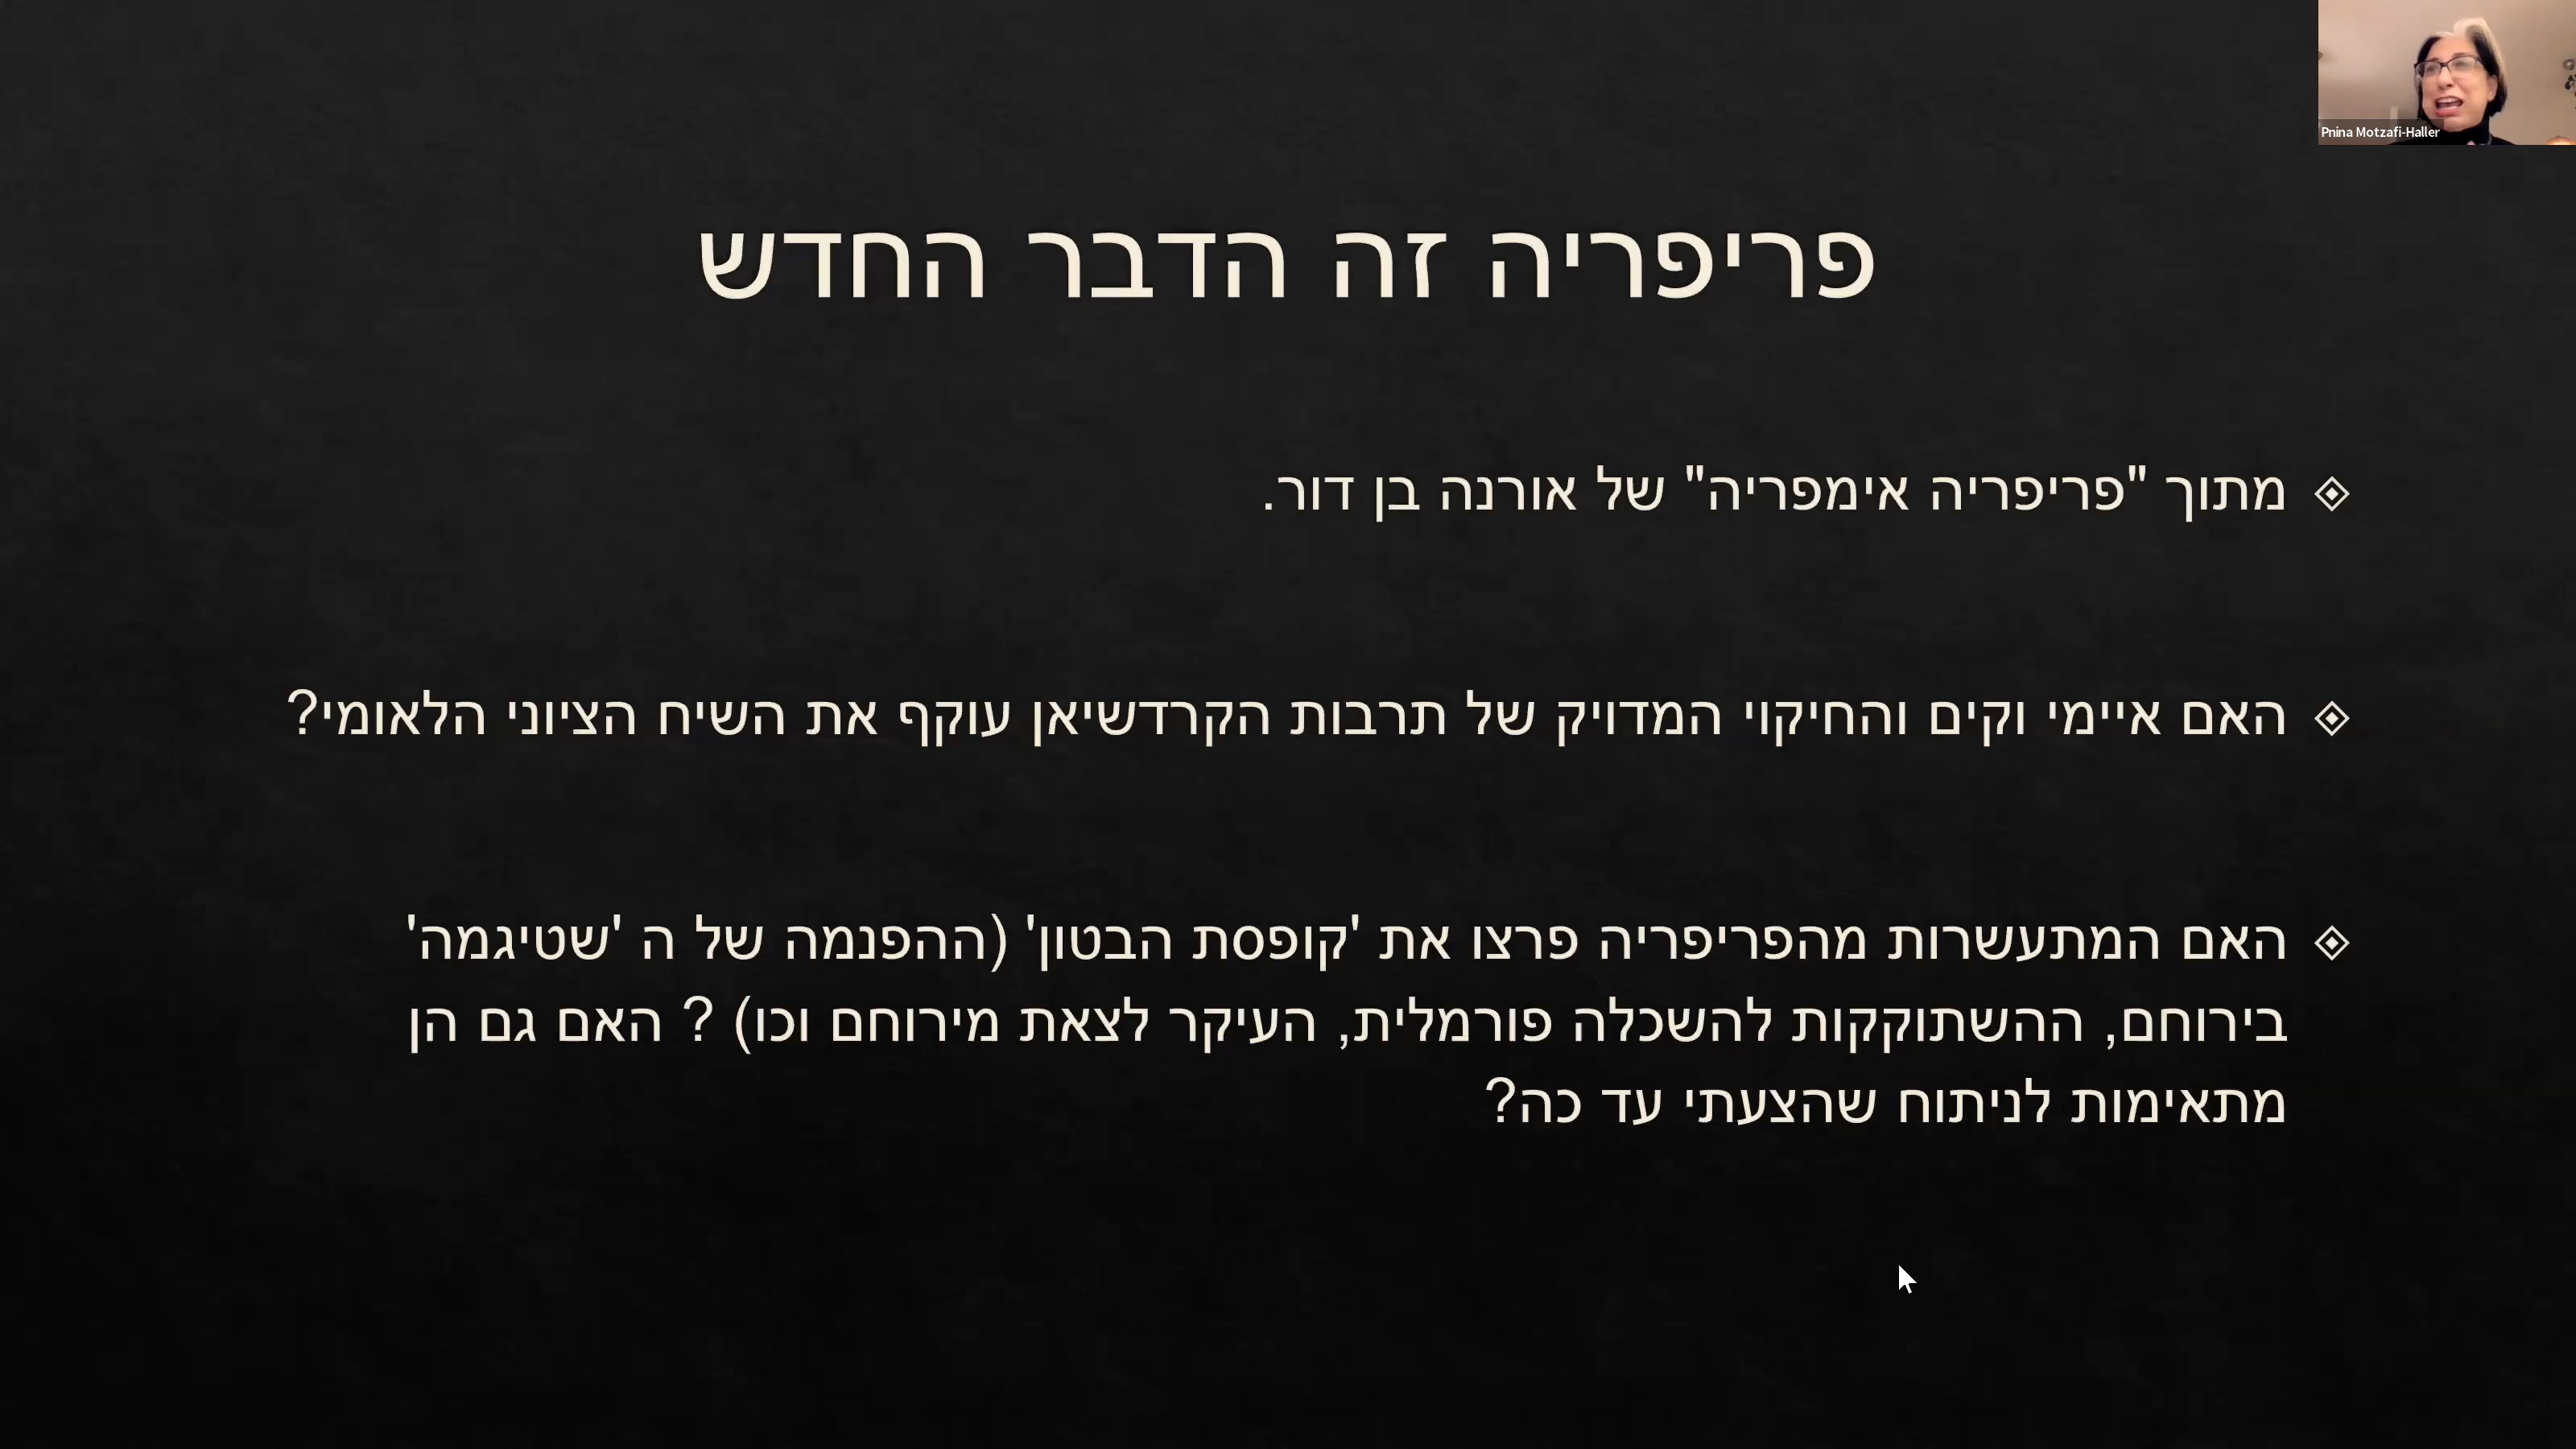 Pnina Motzafi-Haller
פריפריה זה הדבר החדש
מתוך "פריפריה אימפריה" של אורנה בן דור.
האם איימי וקים והחיקוי המדויק של תרבות הקרדשיאן עוקף את השיח הציוני הלאומי?
האם המתעשרות מהפריפריה פרצו את 'קופסת הבטון' (ההפנמה של ה 'שטיגמה'
בירוחם, ההשתוקקות להשכלה פורמלית, העיקר לצאת מירוחם וכו) ? האם גם הן
מתאימות לניתוח שהצעתי עד כה?